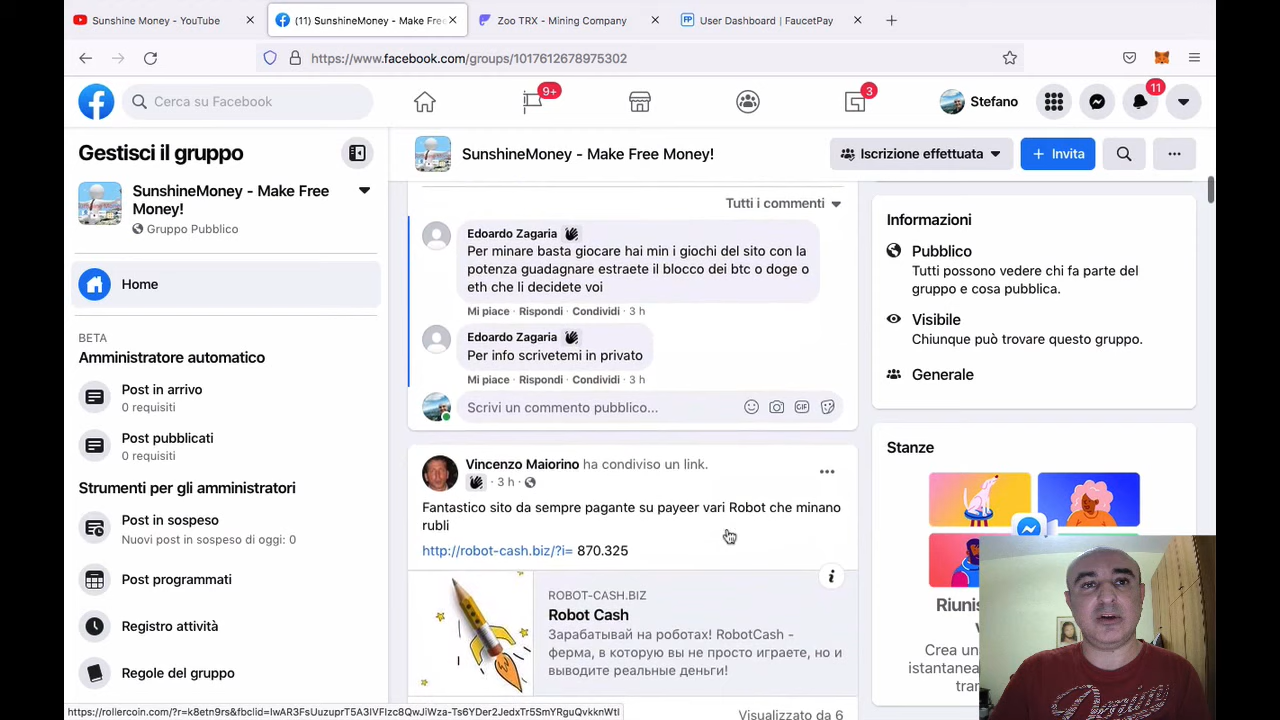 Sunshine Money - YouTube
(11) SunshineMoney - Make Free
Zoo TRX - Mining Company
User Dashboard | FaucetPay
https://www.facebook.com/groups/1017612678975302
Cerca su Facebook
9+
3
Stefano
11
Gestisci il gruppo
SunshineMoney - Make Free Money!
Iscrizione effettuata
+ Invita
SunshineMoney - Make Free
Money!
Gruppo Pubblico
Home
BETA
Amministratore automatico
Post in arrivo
0 requisiti
Post pubblicati
0 requisiti
Strumenti per gli amministratori
Post in sospeso
Nuovi post in sospeso di oggi: 0
Post programmati
Registro attività
Regole del gruppo
Tutti i commenti
Edoardo Zagaria
Per minare basta giocare hai min i giochi del sito con la
potenza guadagnare estraete il blocco dei btc o doge o
eth che li decidete voi
Mi piace · Rispondi · Condividi · 3 h
Edoardo Zagaria
Per info scrivetemi in privato
Mi piace · Rispondi · Condividi · 3 h
Scrivi un commento pubblico...
GIF
Vincenzo Maiorino ha condiviso un link.
· 3 h ·
Fantastico sito da sempre pagante su payeer vari Robot che minano
rubli
http://robot-cash.biz/?i= 870.325
ROBOT-CASH.BIZ
Robot Cash
Зарабатывай на роботах! RobotCash -
ферма, в которую вы не просто играете, но и
выводите реальные деньги!
Visualizzato da 6
Informazioni
Pubblico
Tutti possono vedere chi fa parte del
gruppo e cosa pubblica.
Visibile
Chiunque può trovare questo gruppo.
Generale
Stanze
Riunis
Crea un
istantanea
tran